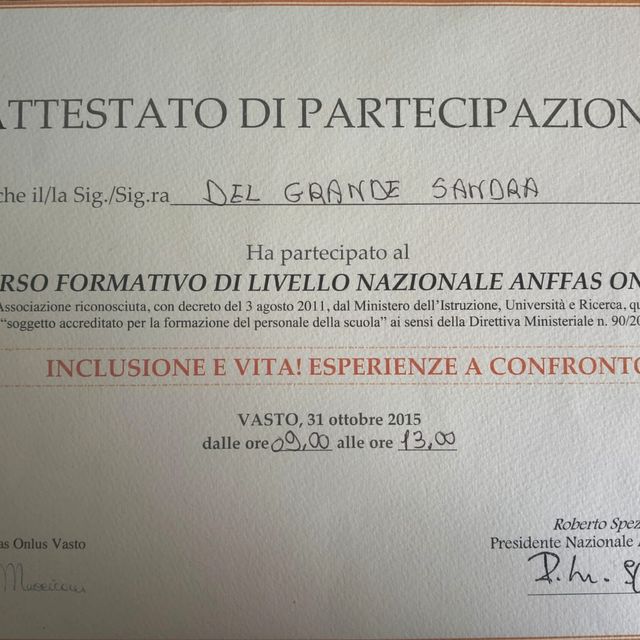 ATTESTATO DI PARTECIPAZION
che il/la Sig./Sig.ra DEL GRANDE SANDRA
Ha partecipato al
RSO FORMATIVO DI LIVELLO NAZIONALE ANFFAS ON
Associazione riconosciuta, con decreto del 3 agosto 2011, dal Ministero dell'Istruzione, Università e Ricerca, qu
"soggetto accreditato per la formazione del personale della scuola" ai sensi della Direttiva Ministeriale n. 90/20
INCLUSIONE E VITA! ESPERIENZE A CONFRONTO
VASTO, 31 ottobre 2015
dalle ore 09,00 alle ore 13,00
Roberto Spez
as Onlus Vasto
Presidente Nazionale